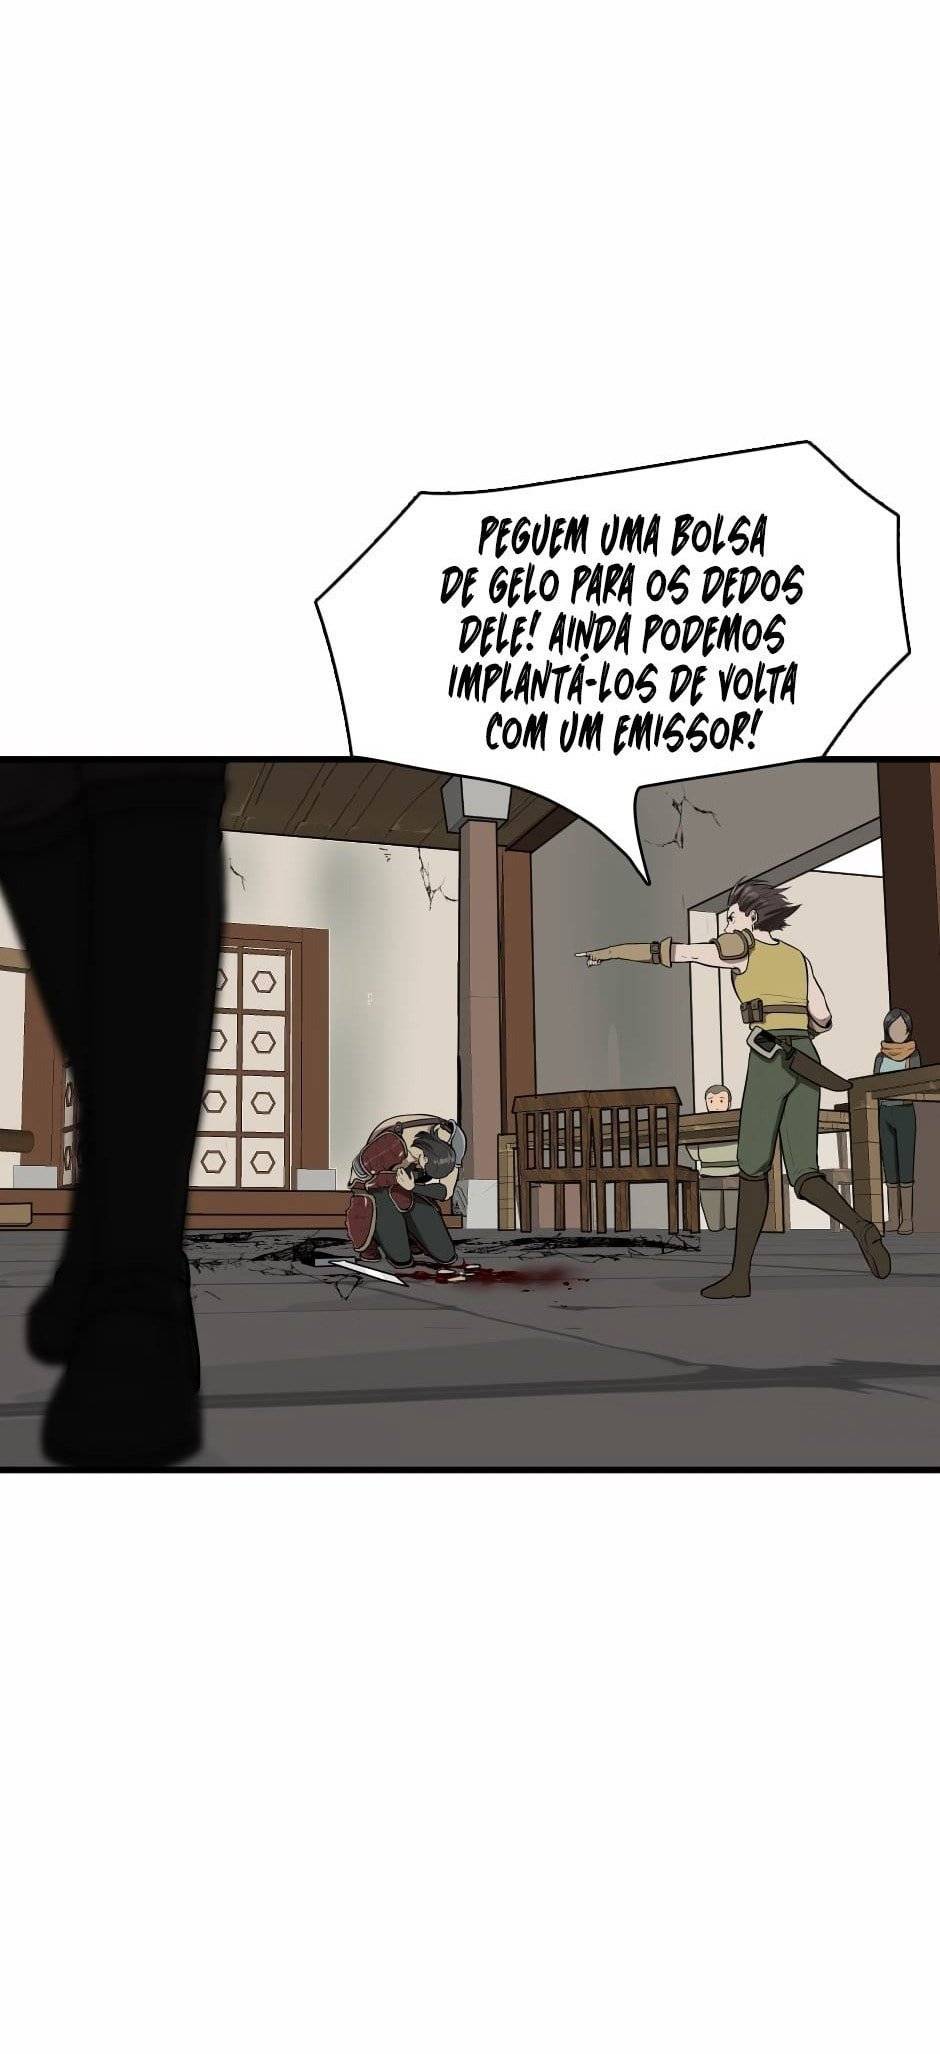 PEGUEM UMA BOLSA
DE GELO PARA OS DEDOS
DELE! AINDA PODEMOS
IMPLANTÁ-LOS DE VOLTA
COM UM EMISSOR!